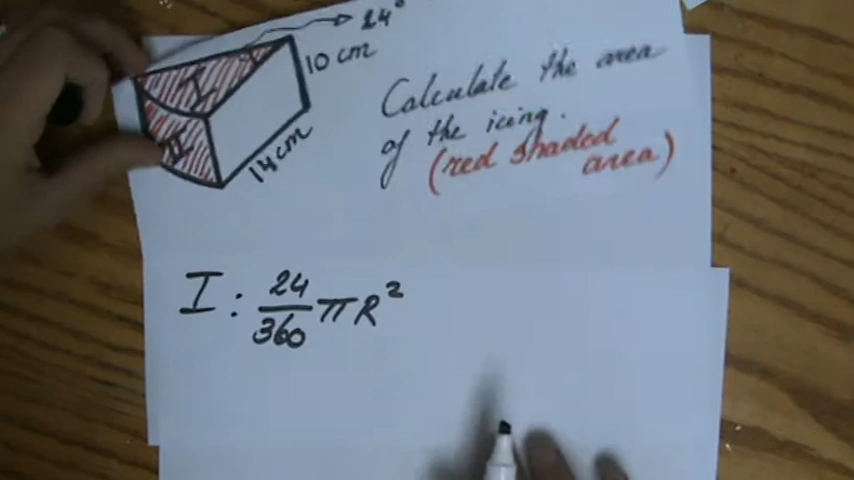 24°
I
10 cm
II
14 cm
Calculate the area
of the icing.
(red shaded
area)
I : 24/360 πR²